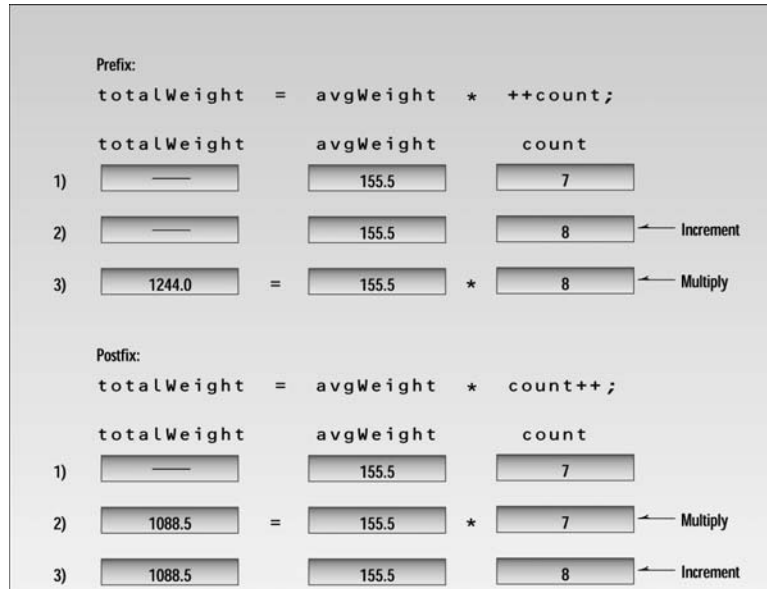 Prefix:
totalWeight = avgWeight * ++count;
totalWeight avgWeight count
1) — 155.5 7
2) — 155.5 8 Increment
3) 1244.0 = 155.5 * 8 Multiply
Postfix:
totalWeight = avgWeight * count++;
totalWeight avgWeight count
1) — 155.5 7
2) 1088.5 = 155.5 * 7 Multiply
3) 1088.5 155.5 8 Increment